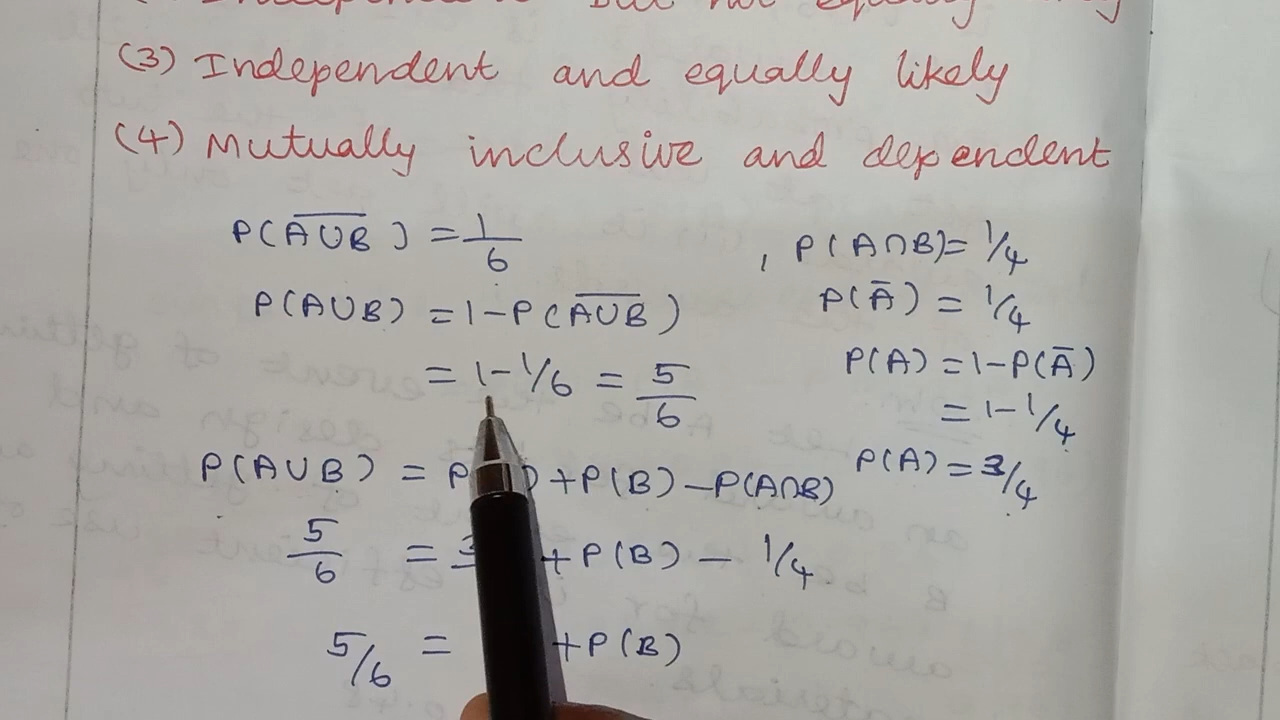 (3) Independent and equally likely
(4) Mutually inclusive and dependent
P(A̅∪̅B̅) = 1/6 , P(A∩B) = 1/4
P(A∪B) = 1-P(A̅∪̅B̅) P(Ā) = 1/4
= 1-1/6 = 5/6 P(A) = 1-P(Ā)
= 1-1/4
P(A∪B) = P +P(B) -P(A∩B) P(A) = 3/4
5/6 = 3 +P(B) - 1/4
5/6 = +P(B)